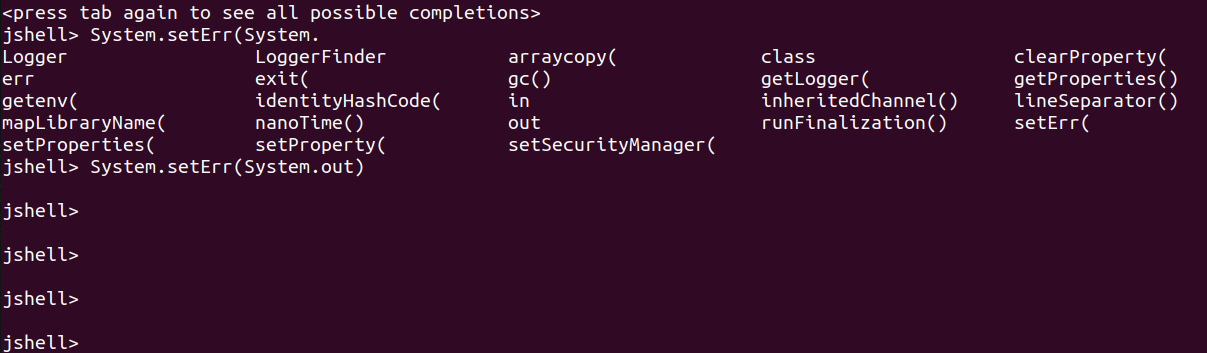 <press tab again to see all possible completions>
jshell> System.setErr(System.
Logger LoggerFinder arraycopy( class clearProperty(
err exit( gc() getLogger( getProperties()
getenv( identityHashCode( in inheritedChannel() lineSeparator()
mapLibraryName( nanoTime() out runFinalization() setErr(
setProperties( setProperty( setSecurityManager(
jshell> System.setErr(System.out)
jshell>
jshell>
jshell>
jshell>